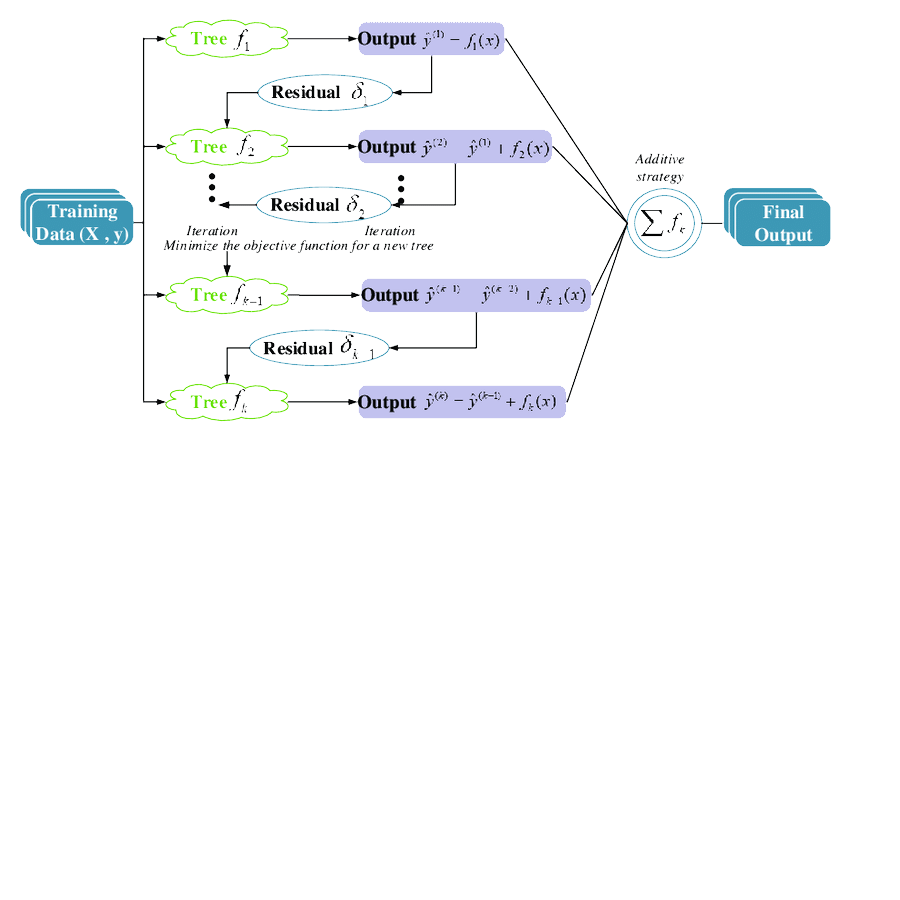 Tree f₁
Output ŷ⁽¹⁾ − f₁(x)
Residual δ
Tree f₂
Output ŷ⁽²⁾ ŷ⁽¹⁾ + f₂(x)
Additive
strategy
Training
Data (X , y)
Residual δ₂
∑ fₖ
Final
Output
Iteration Iteration
Minimize the objective function for a new tree
Tree fₖ₋₁
Output ŷ⁽ᵏ ¹⁾ ŷ⁽ᵏ ²⁾ + fₖ ₁(x)
Residual δₖ ₁
Tree fₖ
Output ŷ⁽ᵏ⁾ − ŷ⁽ᵏ⁻¹⁾ + fₖ(x)